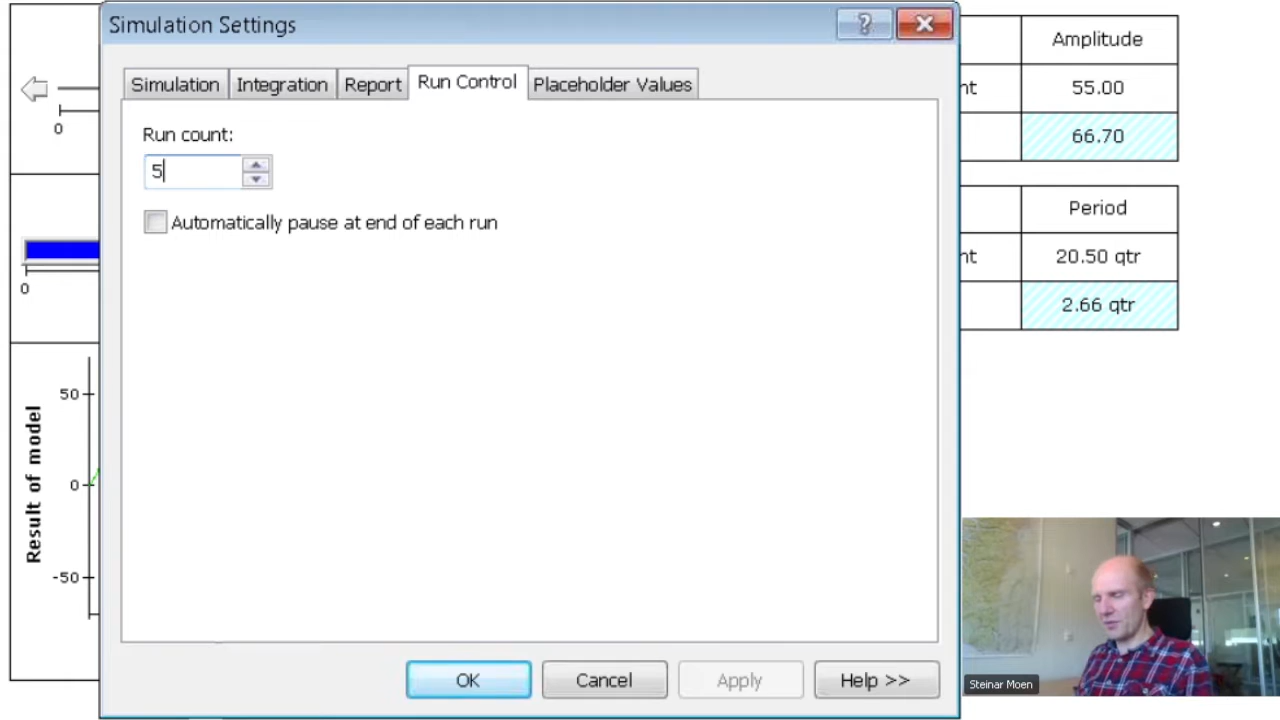 Simulation Settings
?
Simulation
Integration
Report
Run Control
Placeholder Values
Run count:
5
Automatically pause at end of each run
OK
Cancel
Apply
Help >>
0
0
Result of model
50
0
-50
Amplitude
nt
55.00
66.70
Period
nt
20.50 qtr
2.66 qtr
Steinar Moen